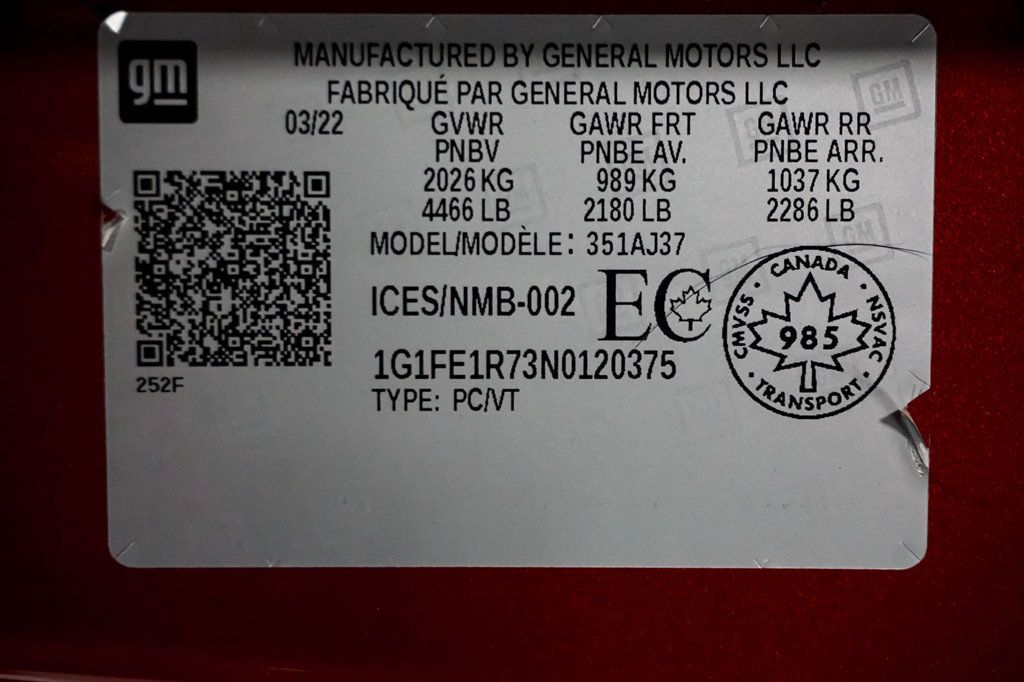 gm
MANUFACTURED BY GENERAL MOTORS LLC
FABRIQUÉ PAR GENERAL MOTORS LLC
03/22 GVWR GAWR FRT GAWR RR
PNBV PNBE AV. PNBE ARR.
2026 KG 989 KG 1037 KG
4466 LB 2180 LB 2286 LB
MODEL/MODÈLE: 351AJ37
ICES/NMB-002 EC
1G1FE1R73N0120375
TYPE: PC/VT
252F
CANADA
CMVSS · NSVAC
985
· TRANSPORT ·
GM
GM